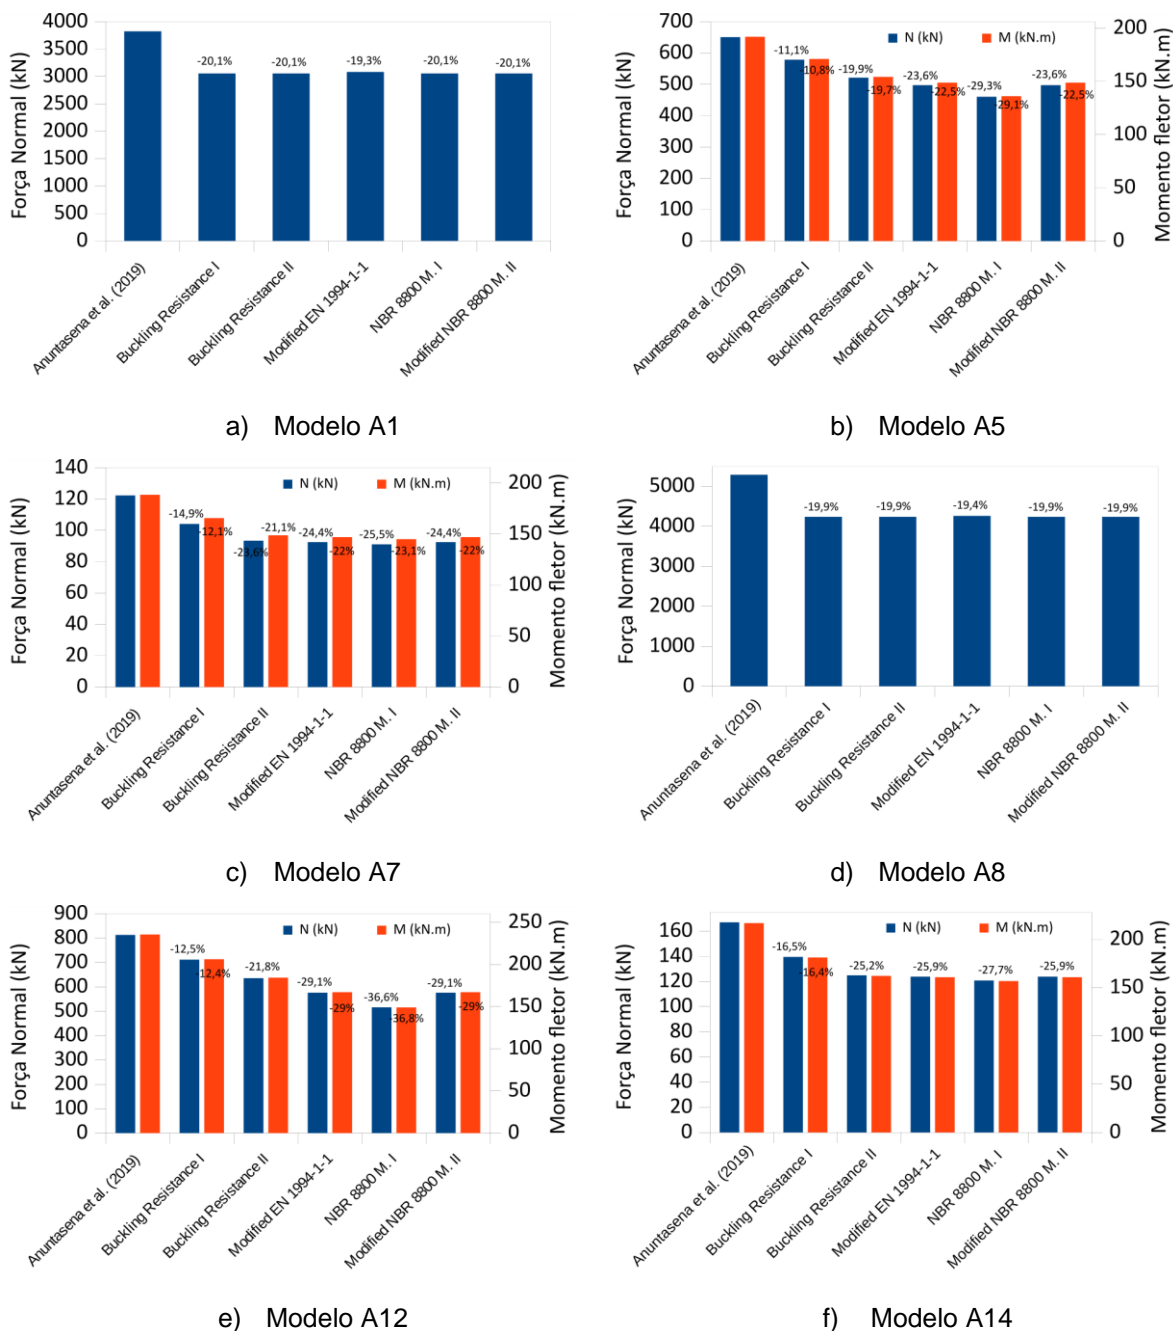 4000
3500
3000
2500
2000
1500
1000
500
0
Força Normal (kN)
-20,1%
-20,1%
-19,3%
-20,1%
-20,1%
Anuntasena et al. (2019)
Buckling Resistance I
Buckling Resistance II
Modified EN 1994-1-1
NBR 8800 M. I
Modified NBR 8800 M. II
a) Modelo A1
700
600
500
400
300
200
100
0
Força Normal (kN)
N (kN)
M (kN.m)
-11,1%
-10,8%
-19,9%
-19,7%
-23,6%
-22,5%
-29,3%
-29,1%
-23,6%
-22,5%
200
150
100
50
0
Momento fletor (kN.m)
Anuntasena et al. (2019)
Buckling Resistance I
Buckling Resistance II
Modified EN 1994-1-1
NBR 8800 M. I
Modified NBR 8800 M. II
b) Modelo A5
140
120
100
80
60
40
20
0
Força Normal (kN)
N (kN)
M (kN.m)
-14,9%
-12,1%
-23,6%
-21,1%
-24,4%
-22%
-25,5%
-23,1%
-24,4%
-22%
200
150
100
50
0
Momento fletor (kN.m)
Anuntasena et al. (2019)
Buckling Resistance I
Buckling Resistance II
Modified EN 1994-1-1
NBR 8800 M. I
Modified NBR 8800 M. II
c) Modelo A7
5000
4000
3000
2000
1000
0
Força Normal (kN)
-19,9%
-19,9%
-19,4%
-19,9%
-19,9%
Anuntasena et al. (2019)
Buckling Resistance I
Buckling Resistance II
Modified EN 1994-1-1
NBR 8800 M. I
Modified NBR 8800 M. II
d) Modelo A8
900
800
700
600
500
400
300
200
100
0
Força Normal (kN)
N (kN)
M (kN.m)
-12,5%
-12,4%
-21,8%
-29,1%
-29%
-36,6%
-36,8%
-29,1%
-29%
250
200
150
100
50
0
Momento fletor (kN.m)
Anuntasena et al. (2019)
Buckling Resistance I
Buckling Resistance II
Modified EN 1994-1-1
NBR 8800 M. I
Modified NBR 8800 M. II
e) Modelo A12
160
140
120
100
80
60
40
20
0
Força Normal (kN)
N (kN)
M (kN.m)
-16,5%
-16,4%
-25,2%
-25,9%
-27,7%
-25,9%
200
150
100
50
0
Momento fletor (kN.m)
Anuntasena et al. (2019)
Buckling Resistance I
Buckling Resistance II
Modified EN 1994-1-1
NBR 8800 M. I
Modified NBR 8800 M. II
f) Modelo A14